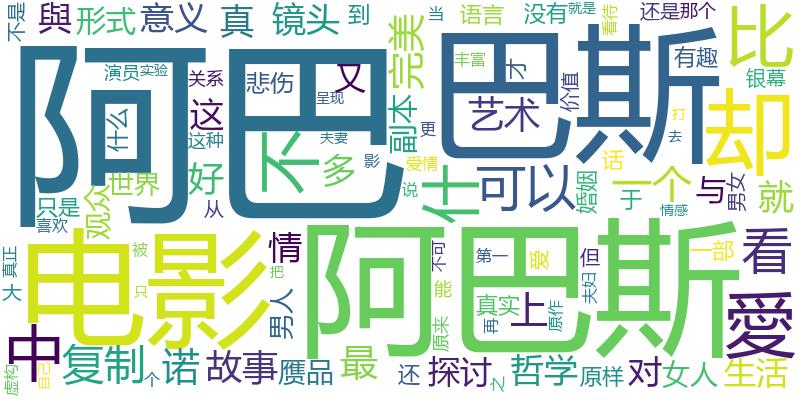 不是
與
形式
意义
真
镜头
到
当
语言
没有
就是
看待
还是
那个
比
阿巴
巴斯
演员
实验
关系
悲伤
又
完美
丰富
才
有趣
银幕
什么
这
呈现
艺术
价值
却
这种
不
夫妻
副本
更
打
去
多
影
爱情
话
观众
世界
好
说
仕
可以
婚姻
一个
与
男女
就
只是
喜欢
从
于
情感
真正
电影
被
情
阿巴斯
不可
第一
爱
但
一部
看
大
只
把
男人
能
真实
再
上
原作
夫妇
愛
中
原来
虚构
自己
复制
个
诺
故事
赝品
最
还
探讨
之
哲学
原样
对
女人
生活